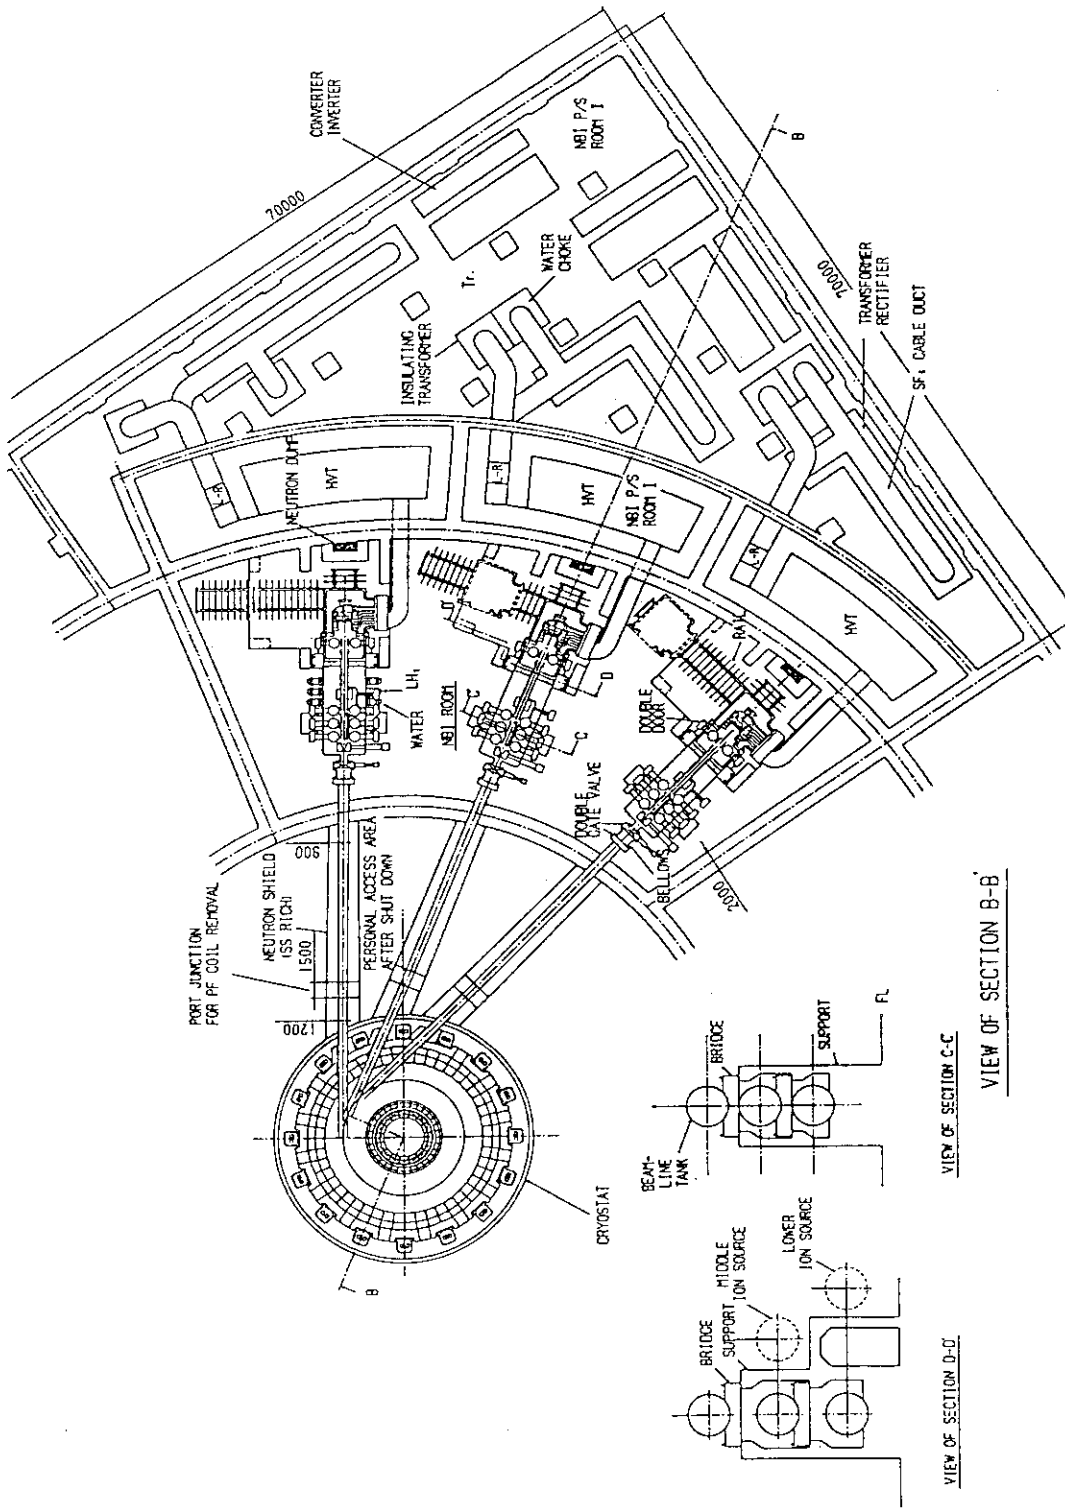 CONVERTER
INVERTER
70000
NBI P/S
ROOM I
B
Tr.
WATER
CHOKE
INSULATING
TRANSFORMER
70000
TRANSFORMER
RECTIFIER
SF₆ CABLE DUCT
L-R
L-R
L-R
NEUTRON DUMP
HVT
HVT
HVT
NBI P/S
ROOM I
LH₁
WATER
NBI ROOM
C
C
D
RAIL
DOUBLE
DOOR
DOUBLE
GATE VALVE
BELLOWS
2000
900
PORT JUNCTION
FOR PF COIL REMOVAL
NEUTRON SHIELD
1500
PERSONAL ACCESS AREA
AFTER SHUT DOWN
1200
CRYOSTAT
B
VIEW OF SECTION B-B'
BEAM-
LINE
TANK
BRIDGE
SUPPORT
FL
VIEW OF SECTION C-C'
BRIDGE
SUPPORT
MIDDLE
ION SOURCE
LOWER
ION SOURCE
VIEW OF SECTION D-D'